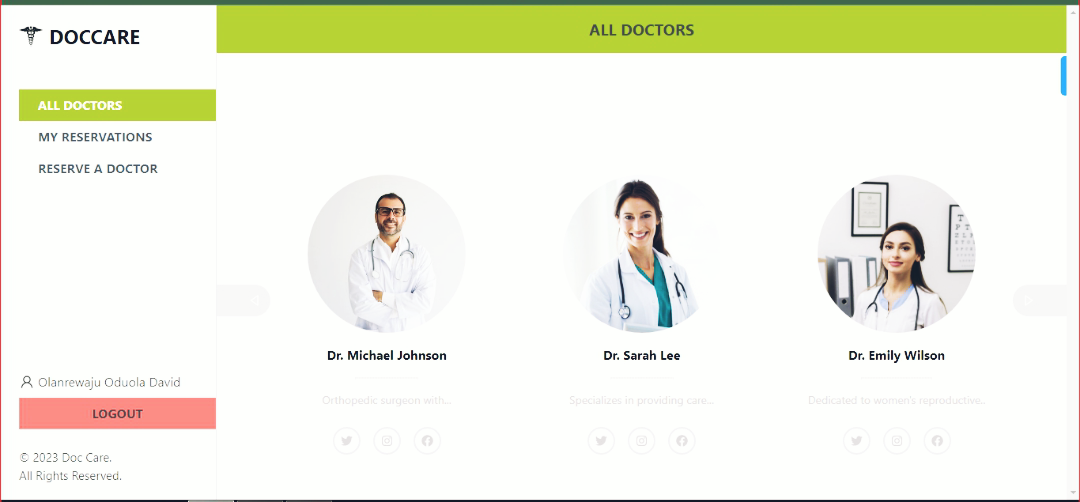 DOCCARE
ALL DOCTORS
MY RESERVATIONS
RESERVE A DOCTOR
Olanrewaju Oduola David
LOGOUT
© 2023 Doc Care.
All Rights Reserved.
ALL DOCTORS
Dr. Michael Johnson
Dr. Sarah Lee
Dr. Emily Wilson
Orthopedic surgeon with...
Specializes in providing care...
Dedicated to women's reproductive...